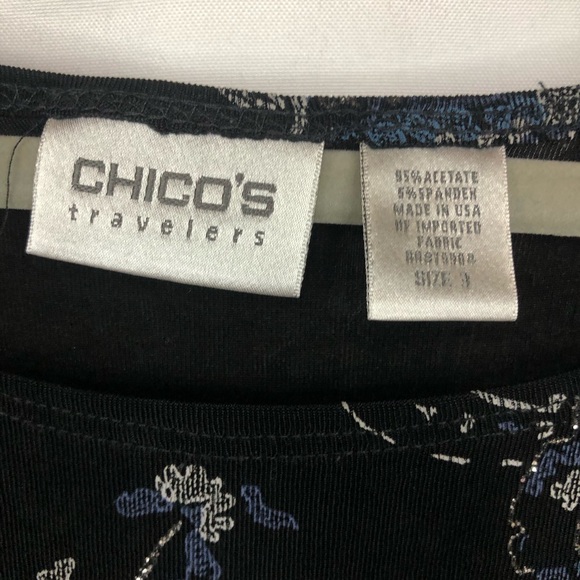 CHICO'S
travelers
95% ACETATE
5% SPANDEX
MADE IN USA
OF IMPORTED
FABRIC
SIZE 3